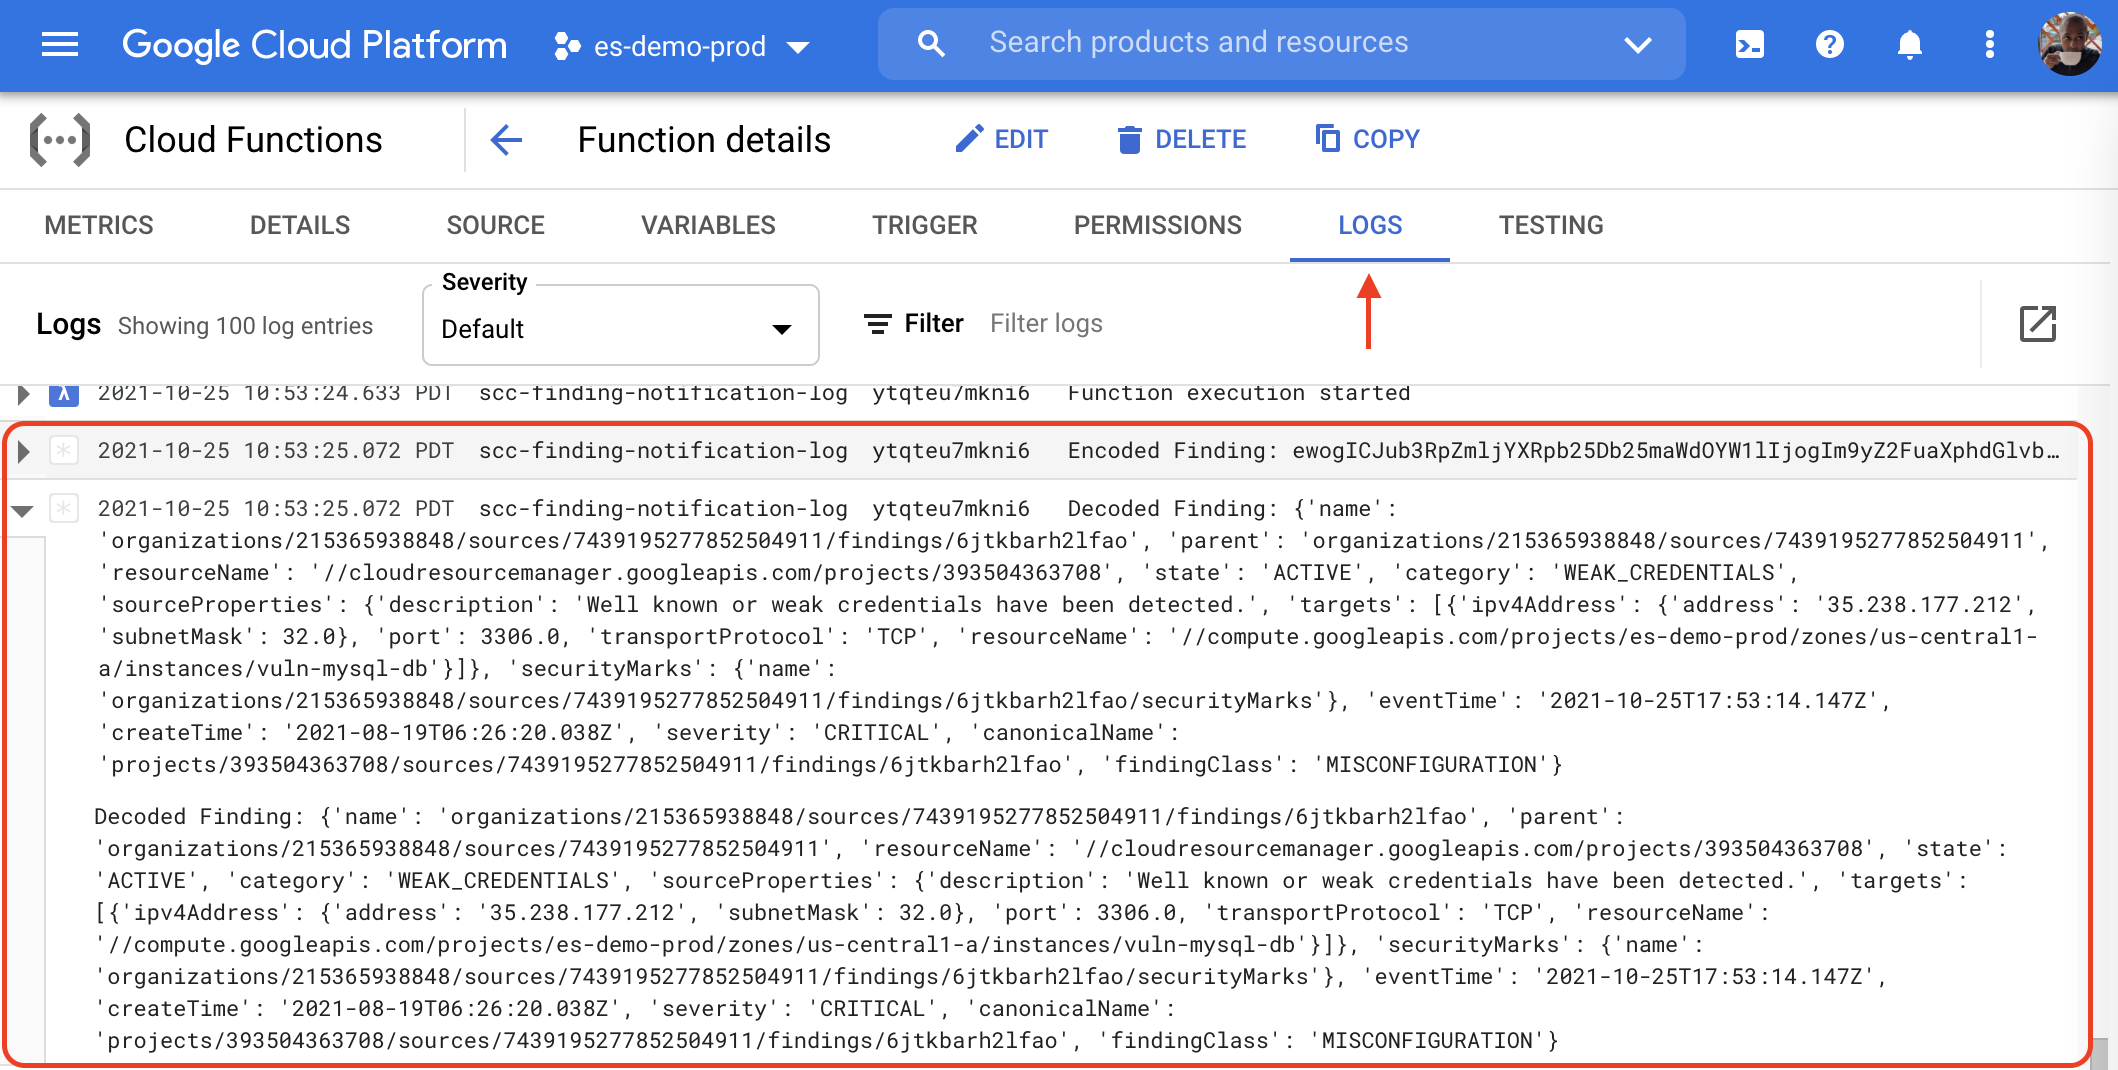 Google Cloud Platform es-demo-prod Search products and resources
Cloud Functions Function details EDIT DELETE COPY
METRICS DETAILS SOURCE VARIABLES TRIGGER PERMISSIONS LOGS TESTING
Severity
Logs Showing 100 log entries Default Filter Filter logs
2021-10-25 10:53:24.633 PDT scc-finding-notification-log ytqteu7mkni6 Function execution started
2021-10-25 10:53:25.072 PDT scc-finding-notification-log ytqteu7mkni6 Encoded Finding: ewogICJub3RpZmljYXRpb25Db25maWdOYW1lIjogIm9yZ2FuaXphdGlvb…
2021-10-25 10:53:25.072 PDT scc-finding-notification-log ytqteu7mkni6 Decoded Finding: {'name':
'organizations/215365938848/sources/7439195277852504911/findings/6jtkbarh2lfao', 'parent': 'organizations/215365938848/sources/7439195277852504911',
'resourceName': '//cloudresourcemanager.googleapis.com/projects/393504363708', 'state': 'ACTIVE', 'category': 'WEAK_CREDENTIALS',
'sourceProperties': {'description': 'Well known or weak credentials have been detected.', 'targets': [{'ipv4Address': {'address': '35.238.177.212',
'subnetMask': 32.0}, 'port': 3306.0, 'transportProtocol': 'TCP', 'resourceName': '//compute.googleapis.com/projects/es-demo-prod/zones/us-central1-
a/instances/vuln-mysql-db'}]}, 'securityMarks': {'name':
'organizations/215365938848/sources/7439195277852504911/findings/6jtkbarh2lfao/securityMarks'}, 'eventTime': '2021-10-25T17:53:14.147Z',
'createTime': '2021-08-19T06:26:20.038Z', 'severity': 'CRITICAL', 'canonicalName':
'projects/393504363708/sources/7439195277852504911/findings/6jtkbarh2lfao', 'findingClass': 'MISCONFIGURATION'}
Decoded Finding: {'name': 'organizations/215365938848/sources/7439195277852504911/findings/6jtkbarh2lfao', 'parent':
'organizations/215365938848/sources/7439195277852504911', 'resourceName': '//cloudresourcemanager.googleapis.com/projects/393504363708', 'state':
'ACTIVE', 'category': 'WEAK_CREDENTIALS', 'sourceProperties': {'description': 'Well known or weak credentials have been detected.', 'targets':
[{'ipv4Address': {'address': '35.238.177.212', 'subnetMask': 32.0}, 'port': 3306.0, 'transportProtocol': 'TCP', 'resourceName':
'//compute.googleapis.com/projects/es-demo-prod/zones/us-central1-a/instances/vuln-mysql-db'}]}, 'securityMarks': {'name':
'organizations/215365938848/sources/7439195277852504911/findings/6jtkbarh2lfao/securityMarks'}, 'eventTime': '2021-10-25T17:53:14.147Z',
'createTime': '2021-08-19T06:26:20.038Z', 'severity': 'CRITICAL', 'canonicalName':
'projects/393504363708/sources/7439195277852504911/findings/6jtkbarh2lfao', 'findingClass': 'MISCONFIGURATION'}